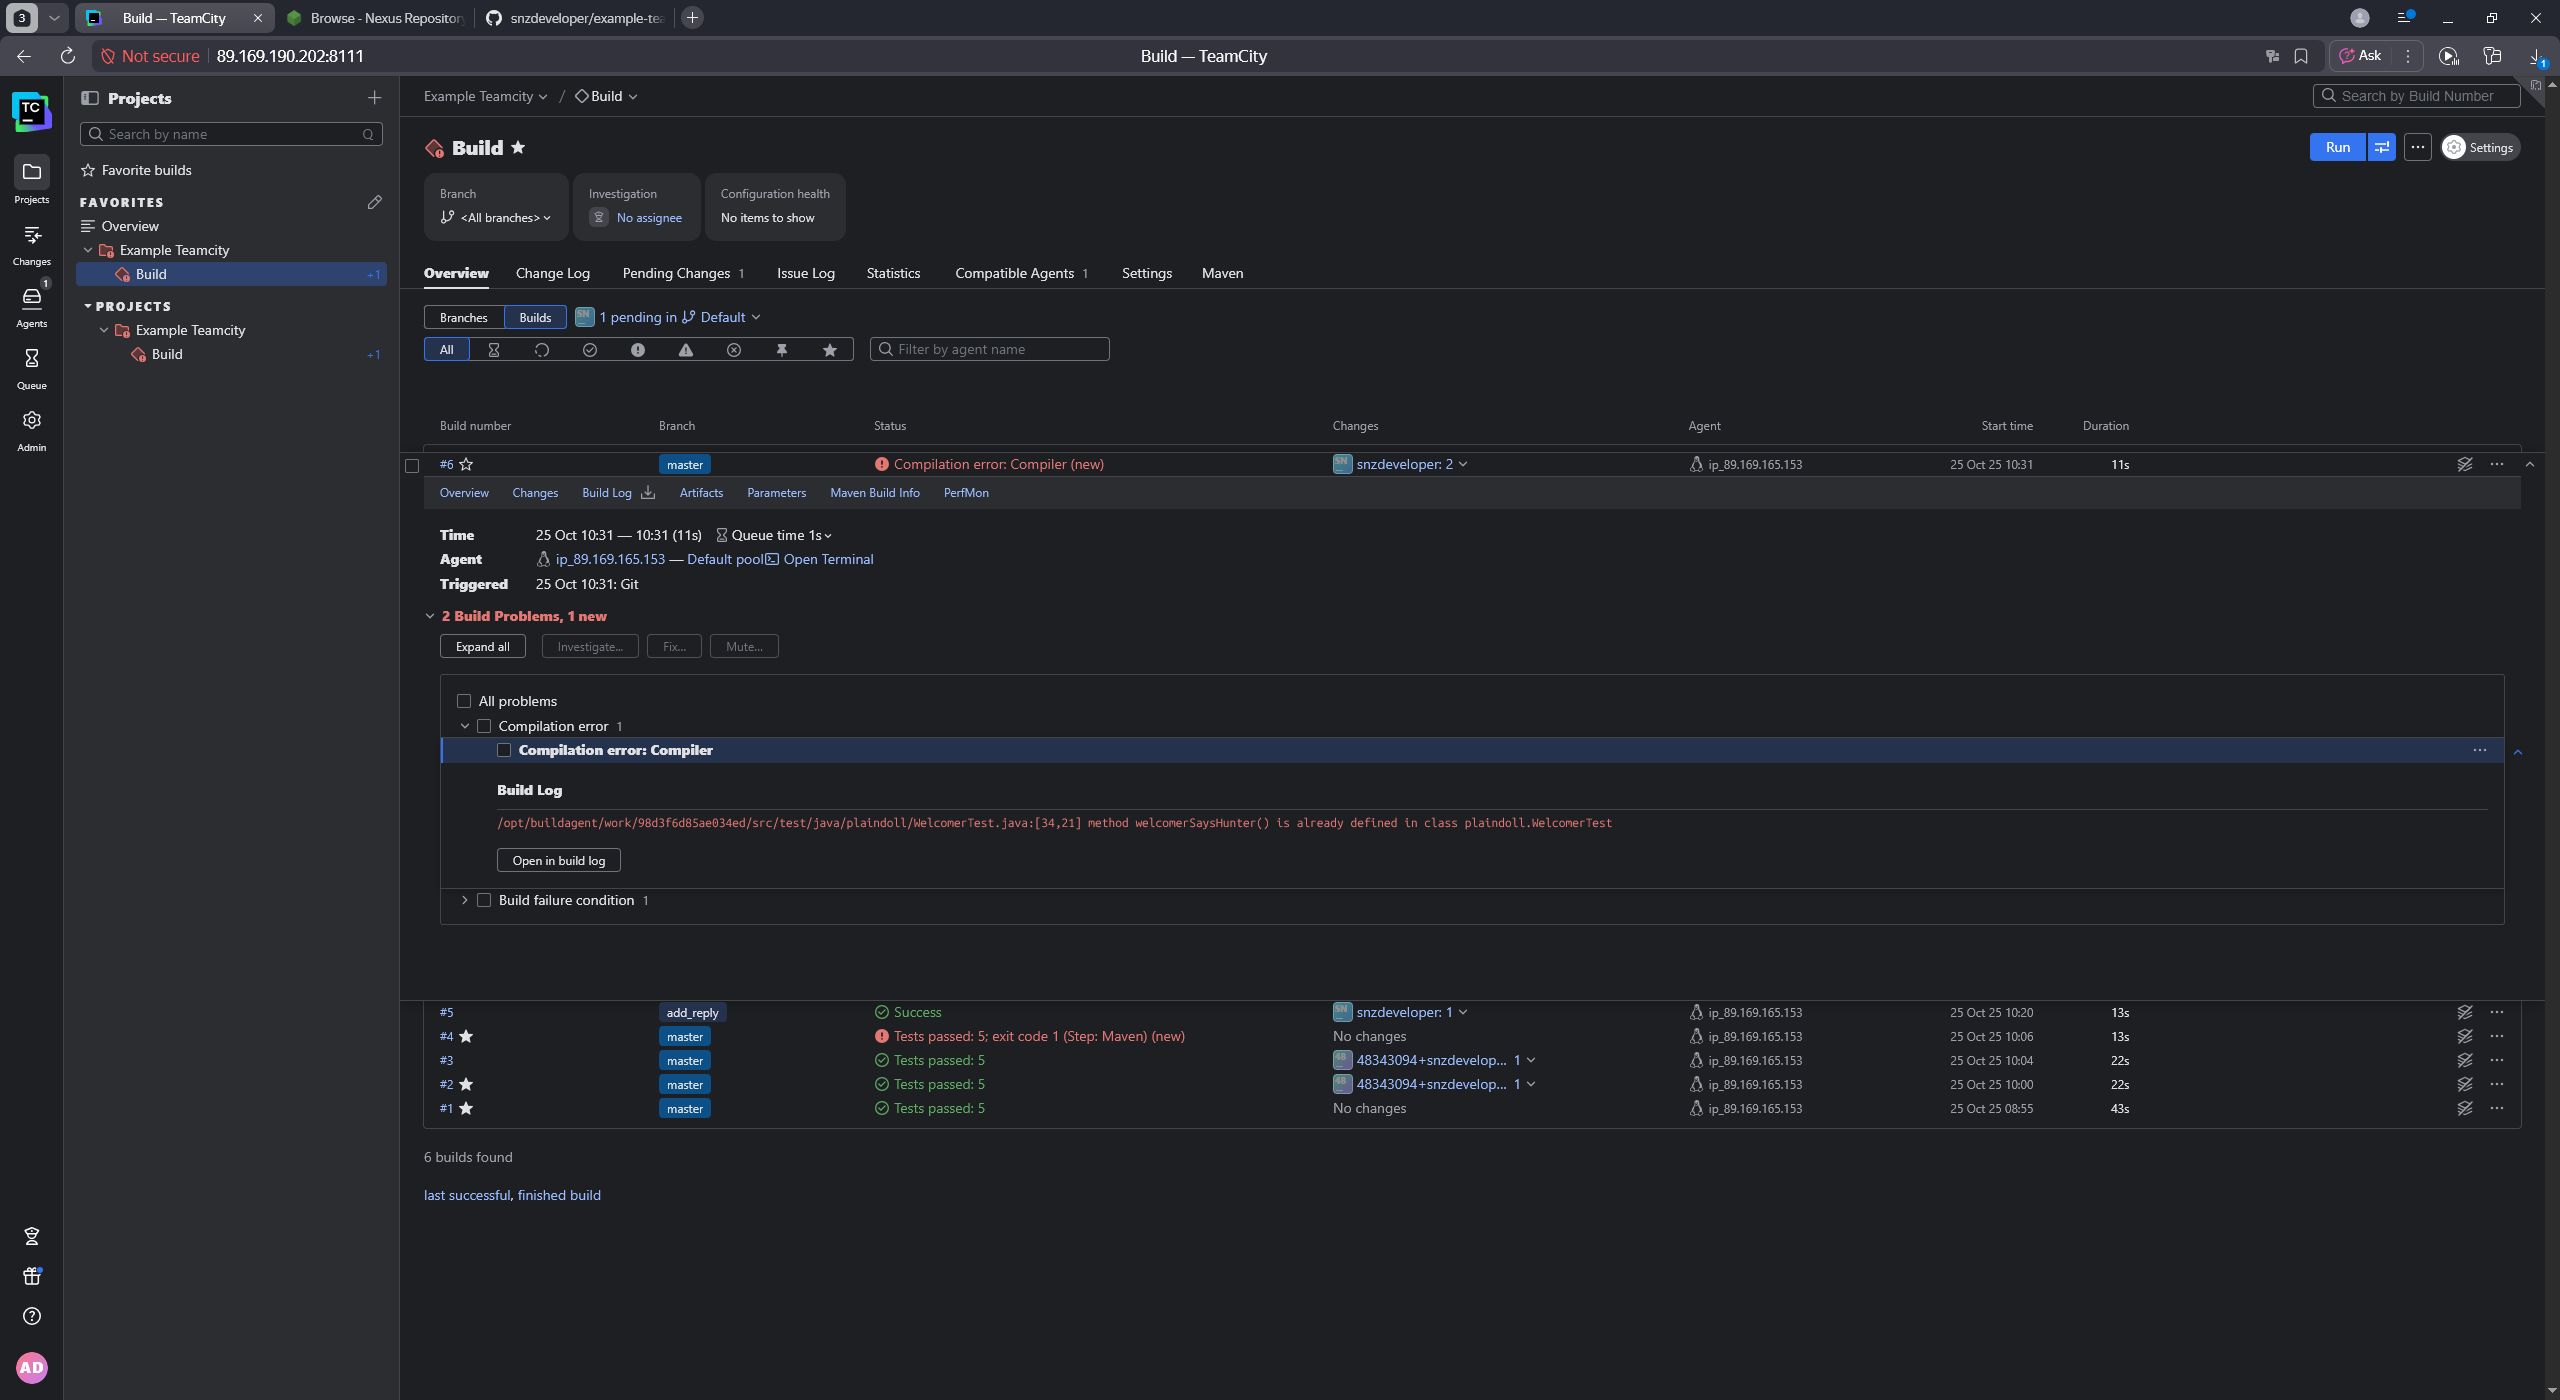 3
Build — TeamCity
Browse - Nexus Repository
snzdeveloper/example-tea
Not secure
89.169.190.202:8111
Build — TeamCity
Ask
1
TC
Projects
Search by name
Q
Favorite builds
FAVORITES
Overview
Example Teamcity
Build
+1
PROJECTS
Example Teamcity
Build
+1
Projects
Changes
1
Agents
Queue
Admin
AD
Example Teamcity / Build
Search by Build Number
Build
Run
Settings
Branch
<All branches>
Investigation
No assignee
Configuration health
No items to show
Overview Change Log Pending Changes 1 Issue Log Statistics Compatible Agents 1 Settings Maven
Branches Builds SN 1 pending in Default
All Filter by agent name
Build number Branch Status Changes Agent Start time Duration
#6 master Compilation error: Compiler (new) SN snzdeveloper: 2 ip_89.169.165.153 25 Oct 25 10:31 11s
Overview Changes Build Log Artifacts Parameters Maven Build Info PerfMon
Time 25 Oct 10:31 — 10:31 (11s) Queue time 1s
Agent ip_89.169.165.153 — Default pool Open Terminal
Triggered 25 Oct 10:31: Git
2 Build Problems, 1 new
Expand all Investigate... Fix... Mute...
All problems
Compilation error 1
Compilation error: Compiler
Build Log
/opt/buildagent/work/98d3f6d85ae034ed/src/test/java/plaindoll/WelcomerTest.java:[34,21] method welcomerSaysHunter() is already defined in class plaindoll.WelcomerTest
Open in build log
Build failure condition 1
#5 add_reply Success SN snzdeveloper: 1 ip_89.169.165.153 25 Oct 25 10:20 13s
#4 master Tests passed: 5; exit code 1 (Step: Maven) (new) No changes ip_89.169.165.153 25 Oct 25 10:06 13s
#3 master Tests passed: 5 48 48343094+snzdevelop... 1 ip_89.169.165.153 25 Oct 25 10:04 22s
#2 master Tests passed: 5 48 48343094+snzdevelop... 1 ip_89.169.165.153 25 Oct 25 10:00 22s
#1 master Tests passed: 5 No changes ip_89.169.165.153 25 Oct 25 08:55 43s
6 builds found
last successful, finished build